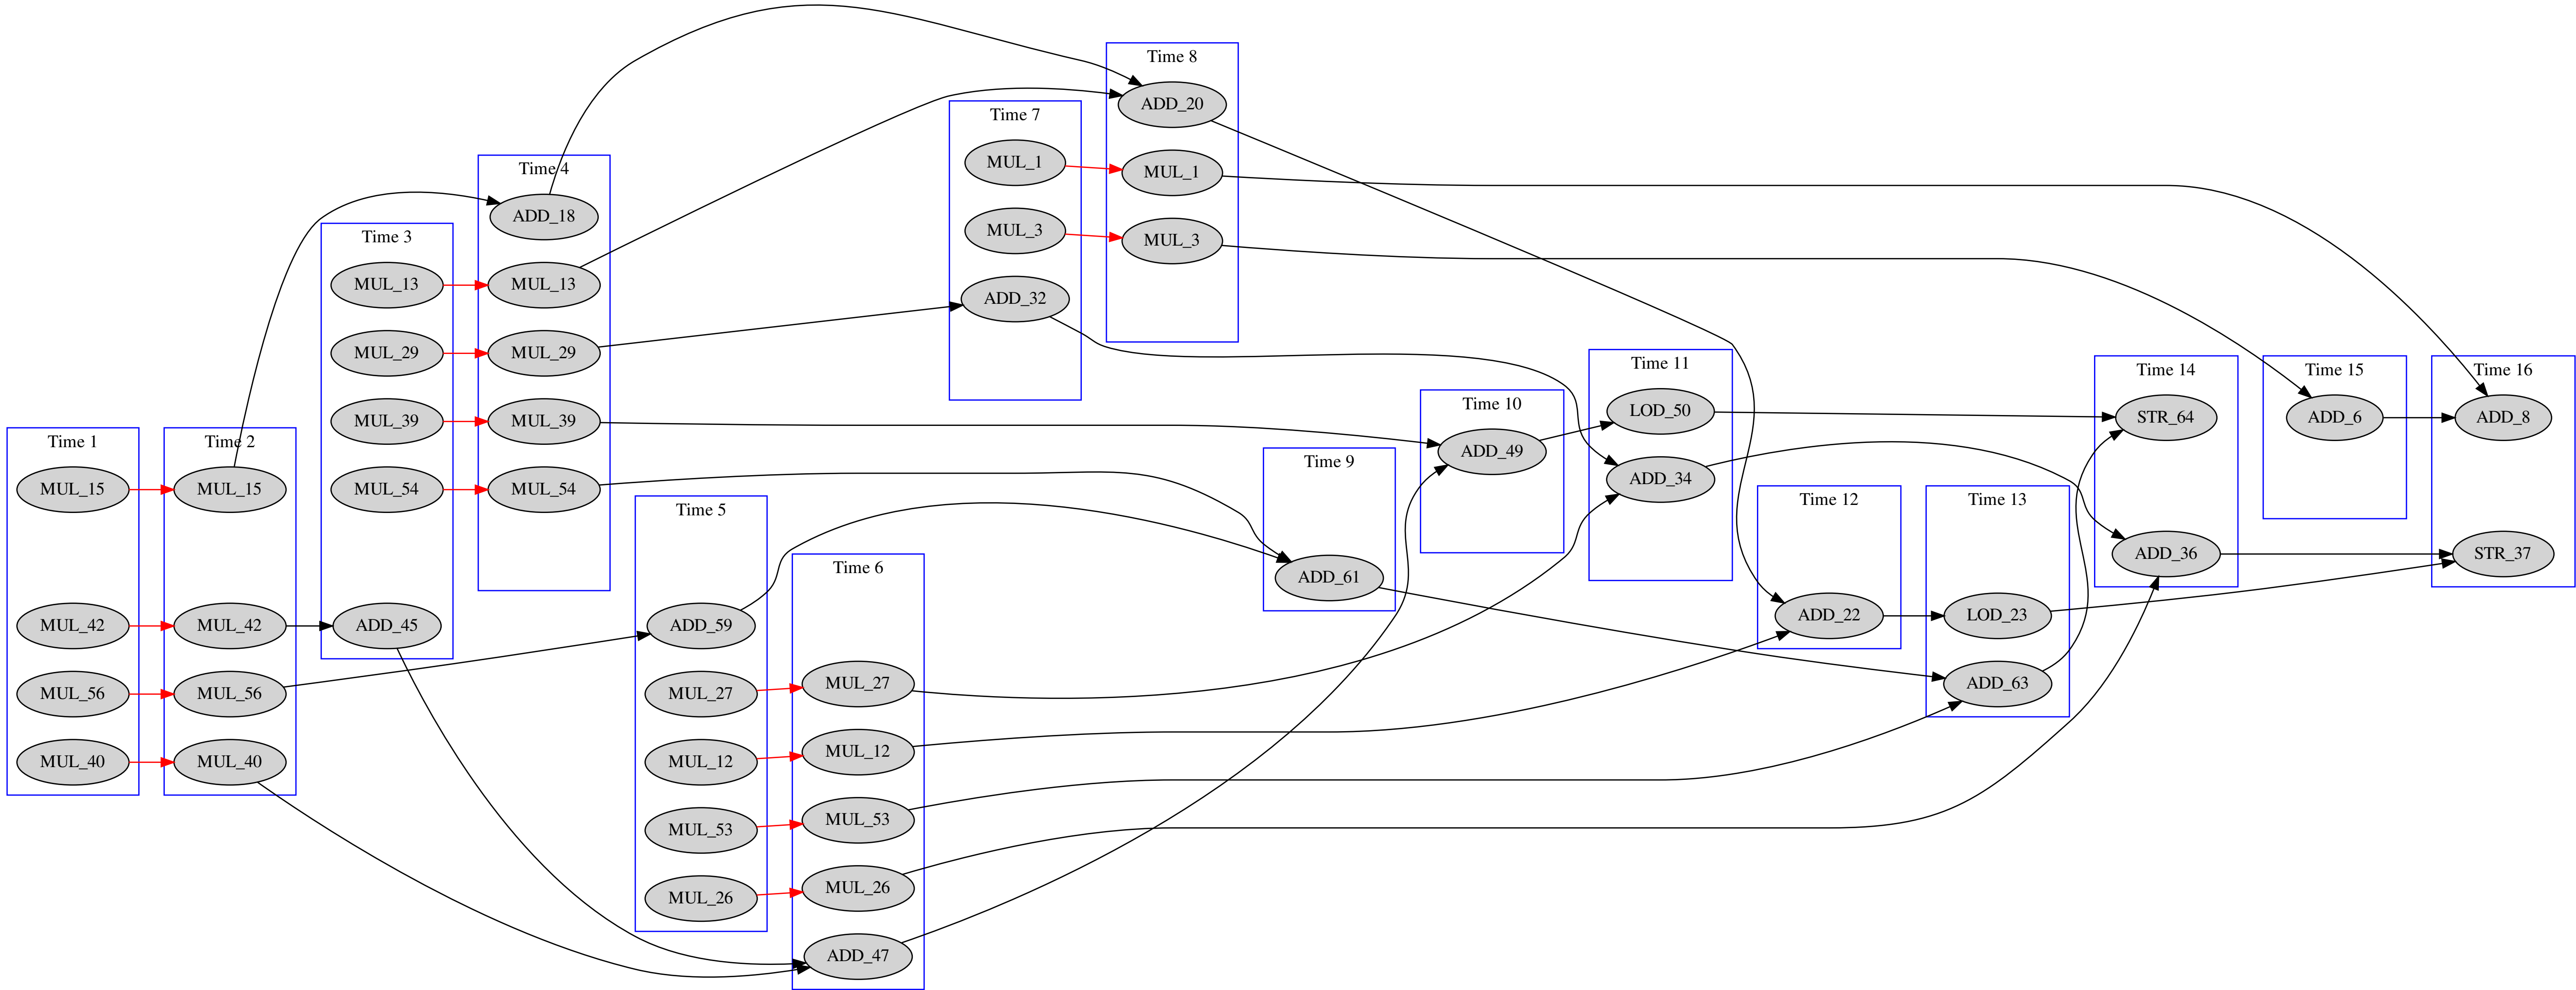 Time 1
MUL_15
MUL_42
MUL_56
MUL_40
Time 2
MUL_15
MUL_42
MUL_56
MUL_40
Time 3
MUL_13
MUL_29
MUL_39
MUL_54
ADD_45
Time 4
ADD_18
MUL_13
MUL_29
MUL_39
MUL_54
Time 5
ADD_59
MUL_27
MUL_12
MUL_53
MUL_26
Time 6
MUL_27
MUL_12
MUL_53
MUL_26
ADD_47
Time 7
MUL_1
MUL_3
ADD_32
Time 8
ADD_20
MUL_1
MUL_3
Time 9
ADD_61
Time 10
ADD_49
Time 11
LOD_50
ADD_34
Time 12
ADD_22
Time 13
LOD_23
ADD_63
Time 14
STR_64
ADD_36
Time 15
ADD_6
Time 16
ADD_8
STR_37